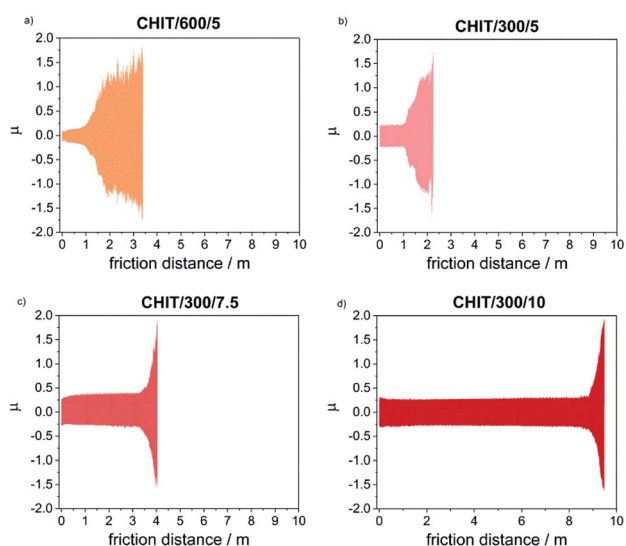 a)
CHIT/600/5
2.0
1.5
1.0
0.5
0.0
-0.5
-1.0
-1.5
-2.0
μ
0 1 2 3 4 5 6 7 8 9 10
friction distance / m
b)
CHIT/300/5
2.0
1.5
1.0
0.5
0.0
-0.5
-1.0
-1.5
-2.0
μ
0 1 2 3 4 5 6 7 8 9 10
friction distance / m
c)
CHIT/300/7.5
2.0
1.5
1.0
0.5
0.0
-0.5
-1.0
-1.5
-2.0
μ
0 1 2 3 4 5 6 7 8 9 10
friction distance / m
d)
CHIT/300/10
2.0
1.5
1.0
0.5
0.0
-0.5
-1.0
-1.5
-2.0
μ
0 2 4 6 8 10
friction distance / m